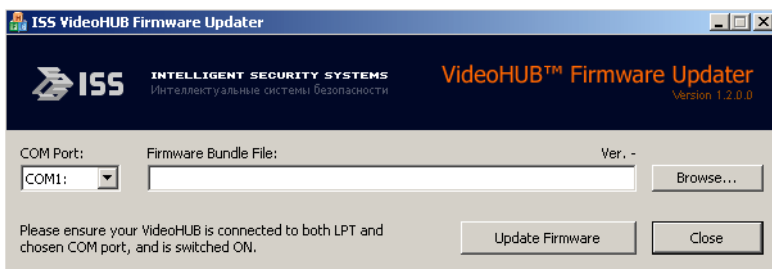 ISS VideoHUB Firmware Updater
ISS
INTELLIGENT SECURITY SYSTEMS
Интеллектуальные системы безопасности
VideoHUB™ Firmware Updater
Version 1.2.0.0
COM Port:
Firmware Bundle File:
Ver. -
COM1:
Browse...
Please ensure your VideoHUB is connected to both LPT and
chosen COM port, and is switched ON.
Update Firmware
Close